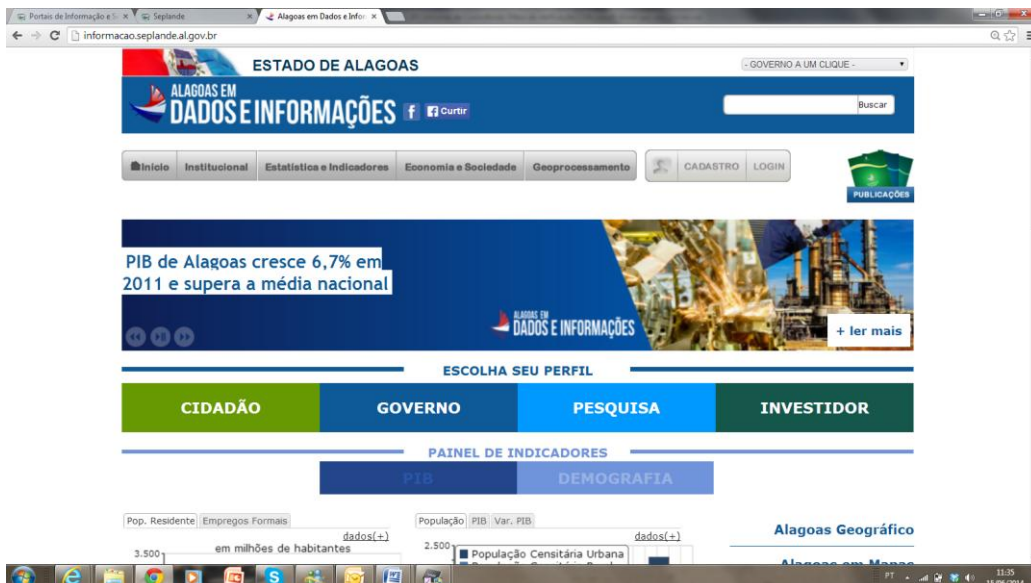 Portais de Informação e S
Seplande
Alagoas em Dados e Infor
informacao.seplande.al.gov.br
ESTADO DE ALAGOAS
- GOVERNO A UM CLIQUE -
ALAGOAS EM
DADOS E INFORMAÇÕES
f
Curtir
Buscar
Início Institucional Estatística e Indicadores Economia e Sociedade Geoprocessamento
CADASTRO LOGIN
PUBLICAÇÕES
PIB de Alagoas cresce 6,7% em
2011 e supera a média nacional
ALAGOAS EM
DADOS E INFORMAÇÕES
+ ler mais
ESCOLHA SEU PERFIL
CIDADÃO GOVERNO PESQUISA INVESTIDOR
PAINEL DE INDICADORES
PIB DEMOGRAFIA
Pop. Residente Empregos Formais
dados(+)
em milhões de habitantes
3.500
População PIB Var. PIB
dados(+)
2.500
População Censitária Urbana
Alagoas Geográfico
Alagoas em Mapas
PT
11:35